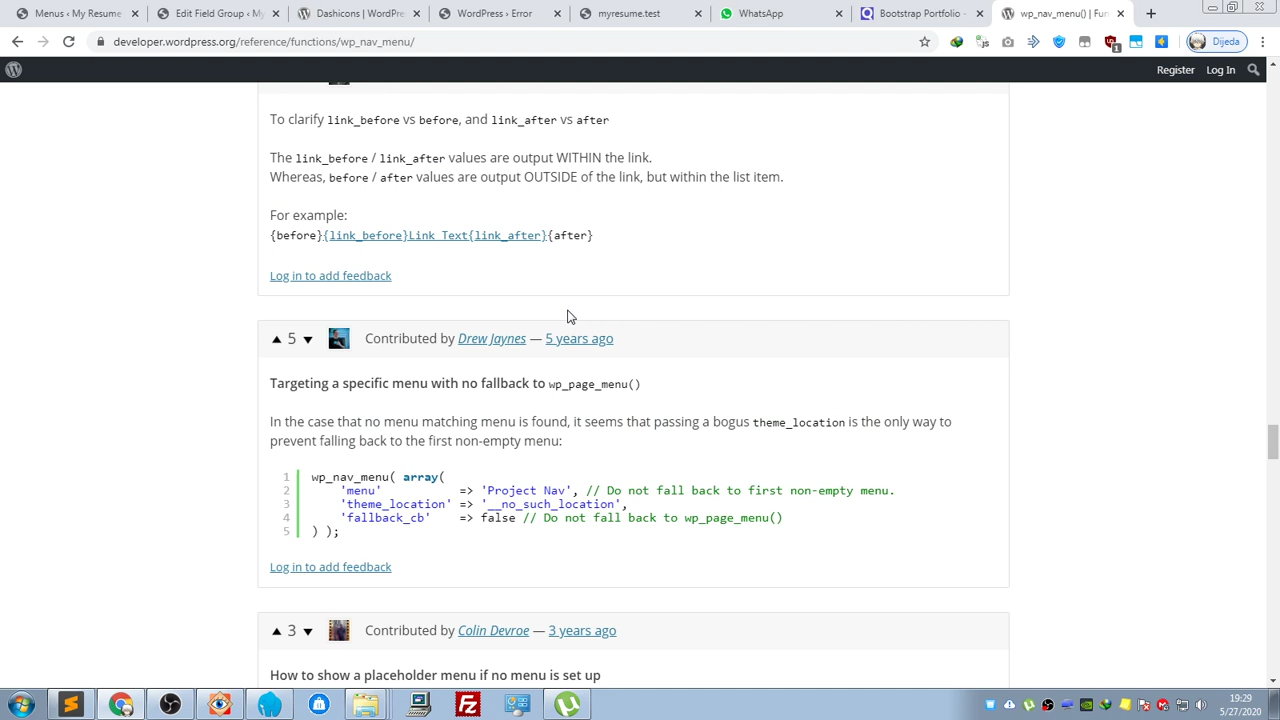 Menus ‹ My Resume
Edit Field Group ‹ My
Dashicons | WordPres
WordPress › Error
myresume.test
WhatsApp
Bootstrap Portfolio
wp_nav_menu() | Fun
developer.wordpress.org/reference/functions/wp_nav_menu/
Dijeda
Register
Log In
To clarify link_before vs before, and link_after vs after
The link_before / link_after values are output WITHIN the link.
Whereas, before / after values are output OUTSIDE of the link, but within the list item.
For example:
{before}{link_before}Link Text{link_after}{after}
Log in to add feedback
5
Contributed by Drew Jaynes — 5 years ago
Targeting a specific menu with no fallback to wp_page_menu()
In the case that no menu matching menu is found, it seems that passing a bogus theme_location is the only way to
prevent falling back to the first non-empty menu:
1 wp_nav_menu( array(
2 'menu' => 'Project Nav', // Do not fall back to first non-empty menu.
3 'theme_location' => '__no_such_location',
4 'fallback_cb' => false // Do not fall back to wp_page_menu()
5 ) );
Log in to add feedback
3
Contributed by Colin Devroe — 3 years ago
How to show a placeholder menu if no menu is set up
19:29
5/27/2020